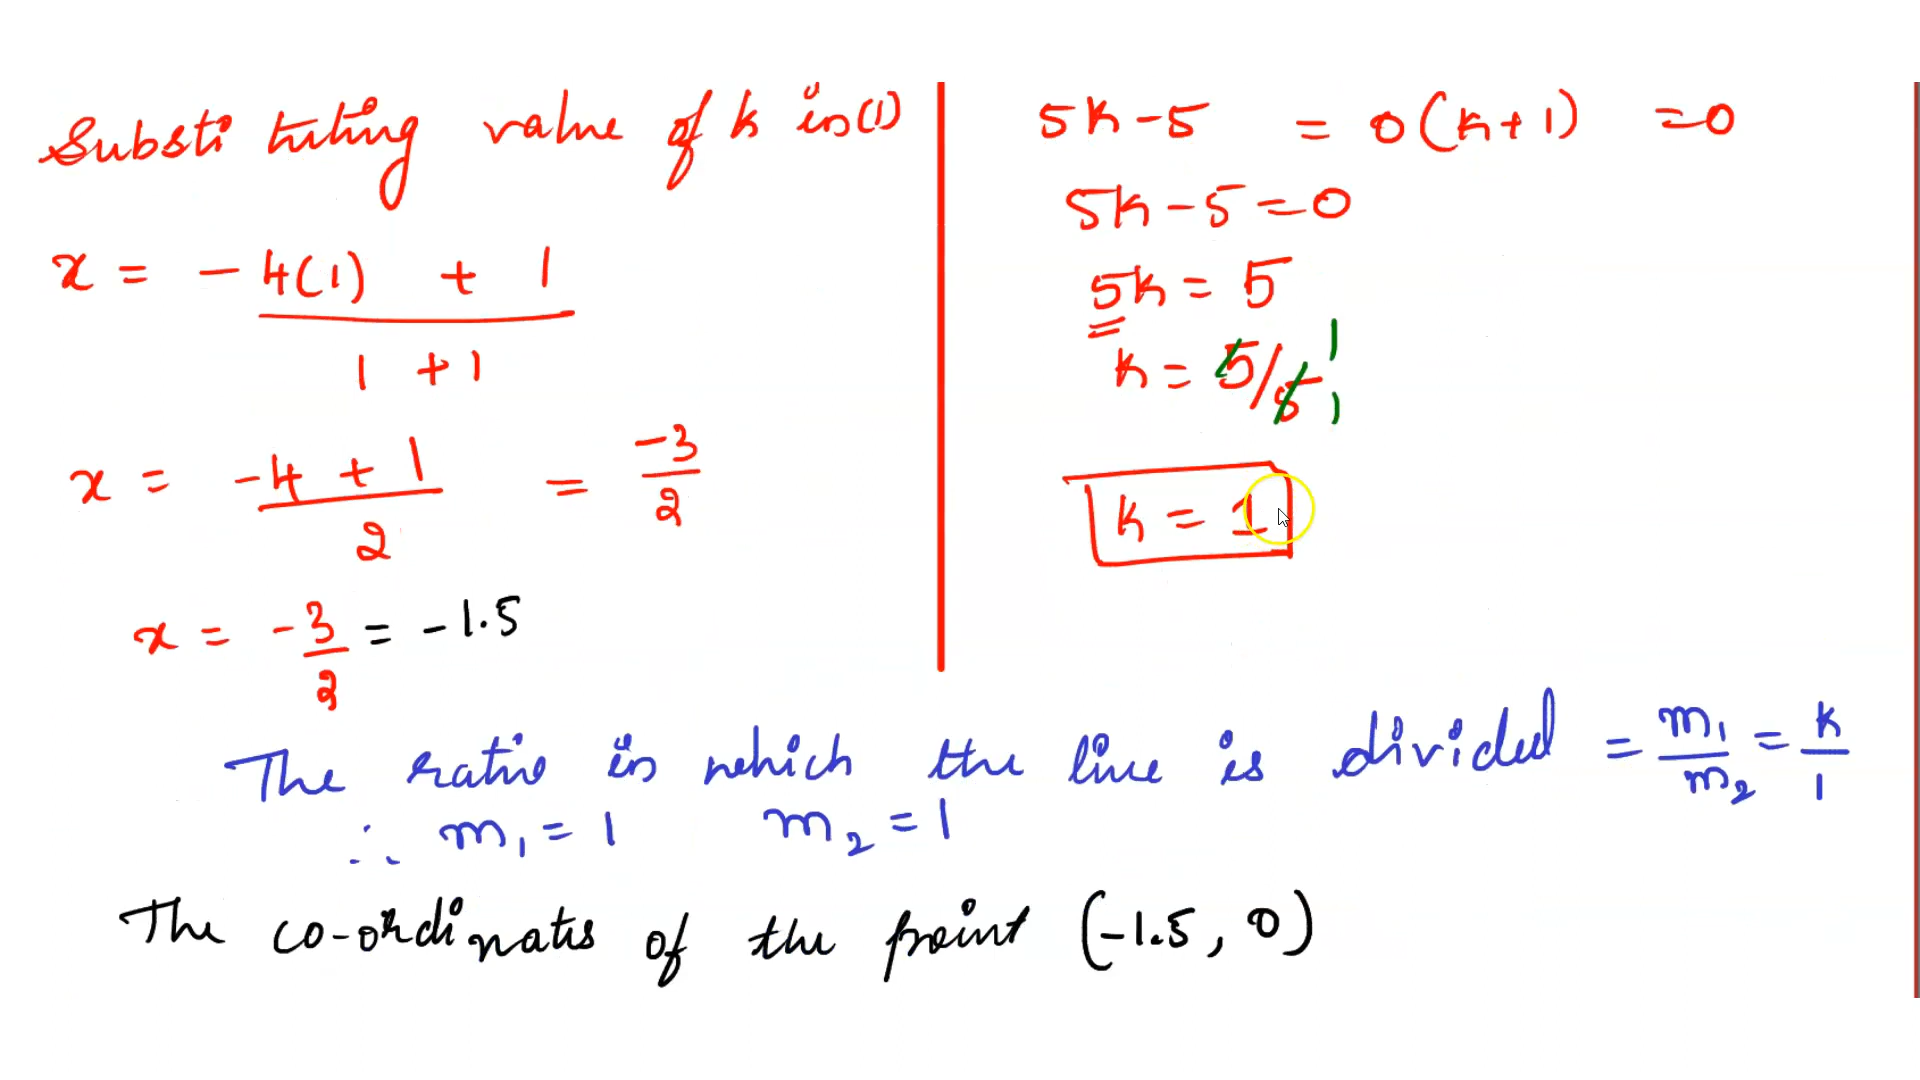 Substituting value of k in (1)
x = -4(1) + 1
1 + 1
x = -4 + 1 = -3
2 2
x = -3 = -1.5
2
5k - 5 = 0(k + 1) = 0
5k - 5 = 0
5k = 5
k = 5/5 1
1
k = 1
The ratio in which the line is divided = m1 = k
m2 1
∴ m1 = 1 m2 = 1
The co-ordinates of the point (-1.5, 0)